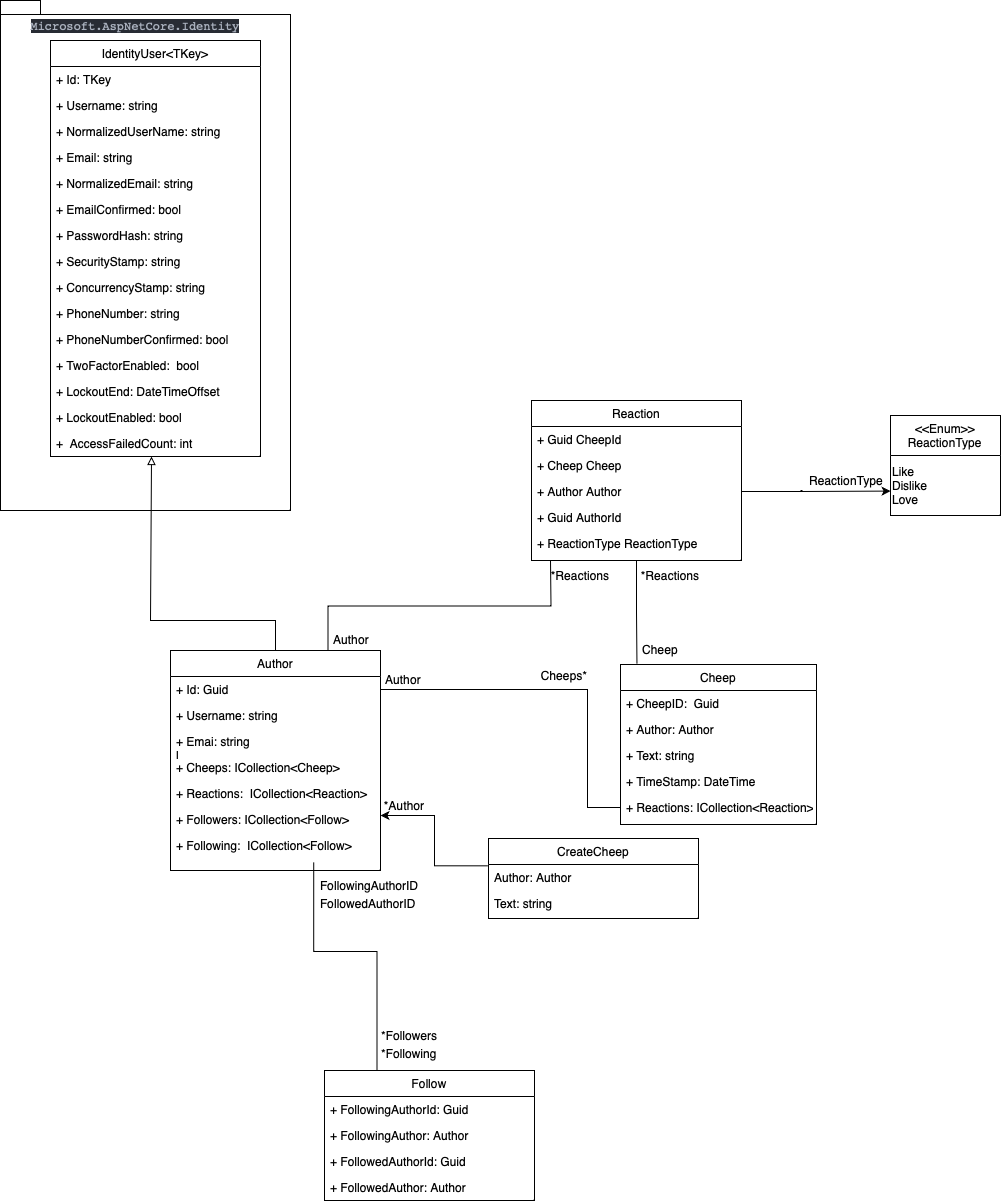 Microsoft.AspNetCore.Identity
IdentityUser<TKey>
+ Id: TKey
+ Username: string
+ NormalizedUserName: string
+ Email: string
+ NormalizedEmail: string
+ EmailConfirmed: bool
+ PasswordHash: string
+ SecurityStamp: string
+ ConcurrencyStamp: string
+ PhoneNumber: string
+ PhoneNumberConfirmed: bool
+ TwoFactorEnabled:  bool
+ LockoutEnd: DateTimeOffset
+ LockoutEnabled: bool
+  AccessFailedCount: int
Reaction
+ Guid CheepId
+ Cheep Cheep
+ Author Author
+ Guid AuthorId
+ ReactionType ReactionType
ReactionType
<<Enum>>
ReactionType
Like
Dislike
Love
*Reactions
*Reactions
Author
Cheep
Author
+ Id: Guid
+ Username: string
+ Emai: string
l
+ Cheeps: ICollection<Cheep>
+ Reactions:  ICollection<Reaction>
+ Followers: ICollection<Follow>
+ Following:  ICollection<Follow>
Author
Cheeps*
Cheep
+ CheepID:  Guid
+ Author: Author
+ Text: string
+ TimeStamp: DateTime
+ Reactions: ICollection<Reaction>
*Author
CreateCheep
Author: Author
Text: string
FollowingAuthorID
FollowedAuthorID
*Followers
*Following
Follow
+ FollowingAuthorId: Guid
+ FollowingAuthor: Author
+ FollowedAuthorId: Guid
+ FollowedAuthor: Author